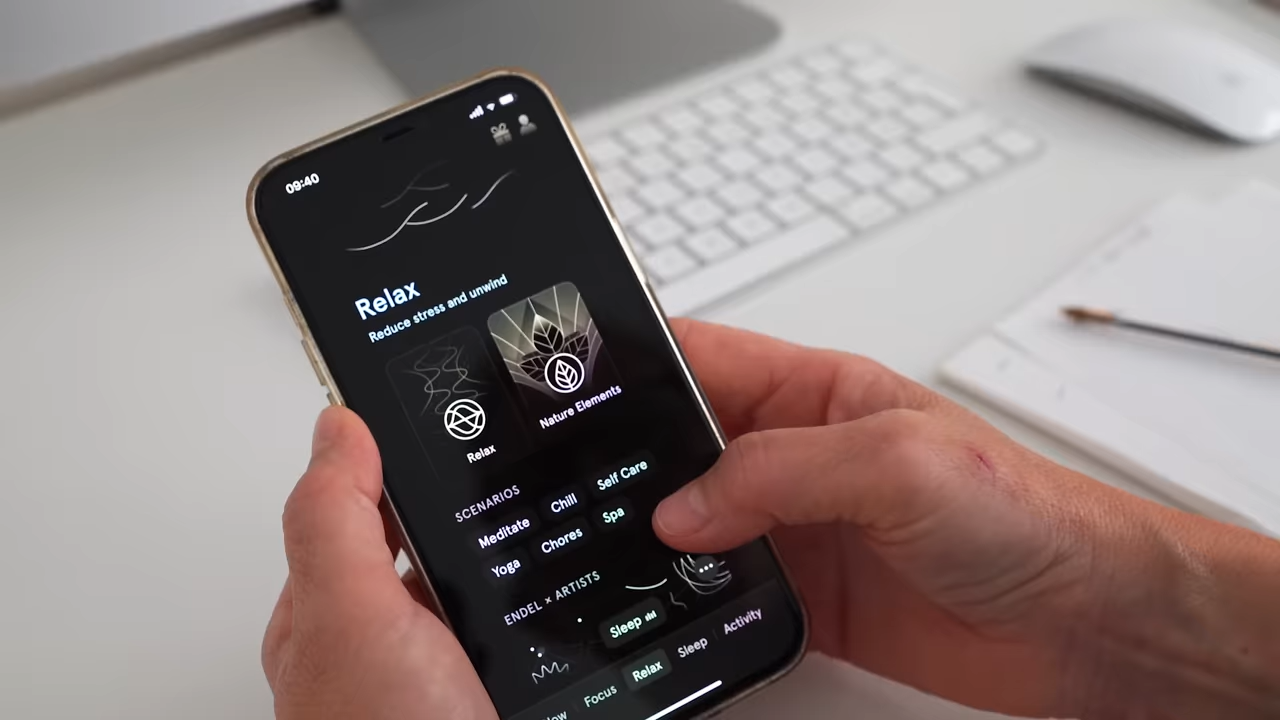 09:40
Relax
Reduce stress and unwind
Relax
Nature Elements
SCENARIOS
Meditate Chill Self Care
Yoga Chores Spa
ENDEL × ARTISTS
Sleep
Focus Relax Sleep Activity